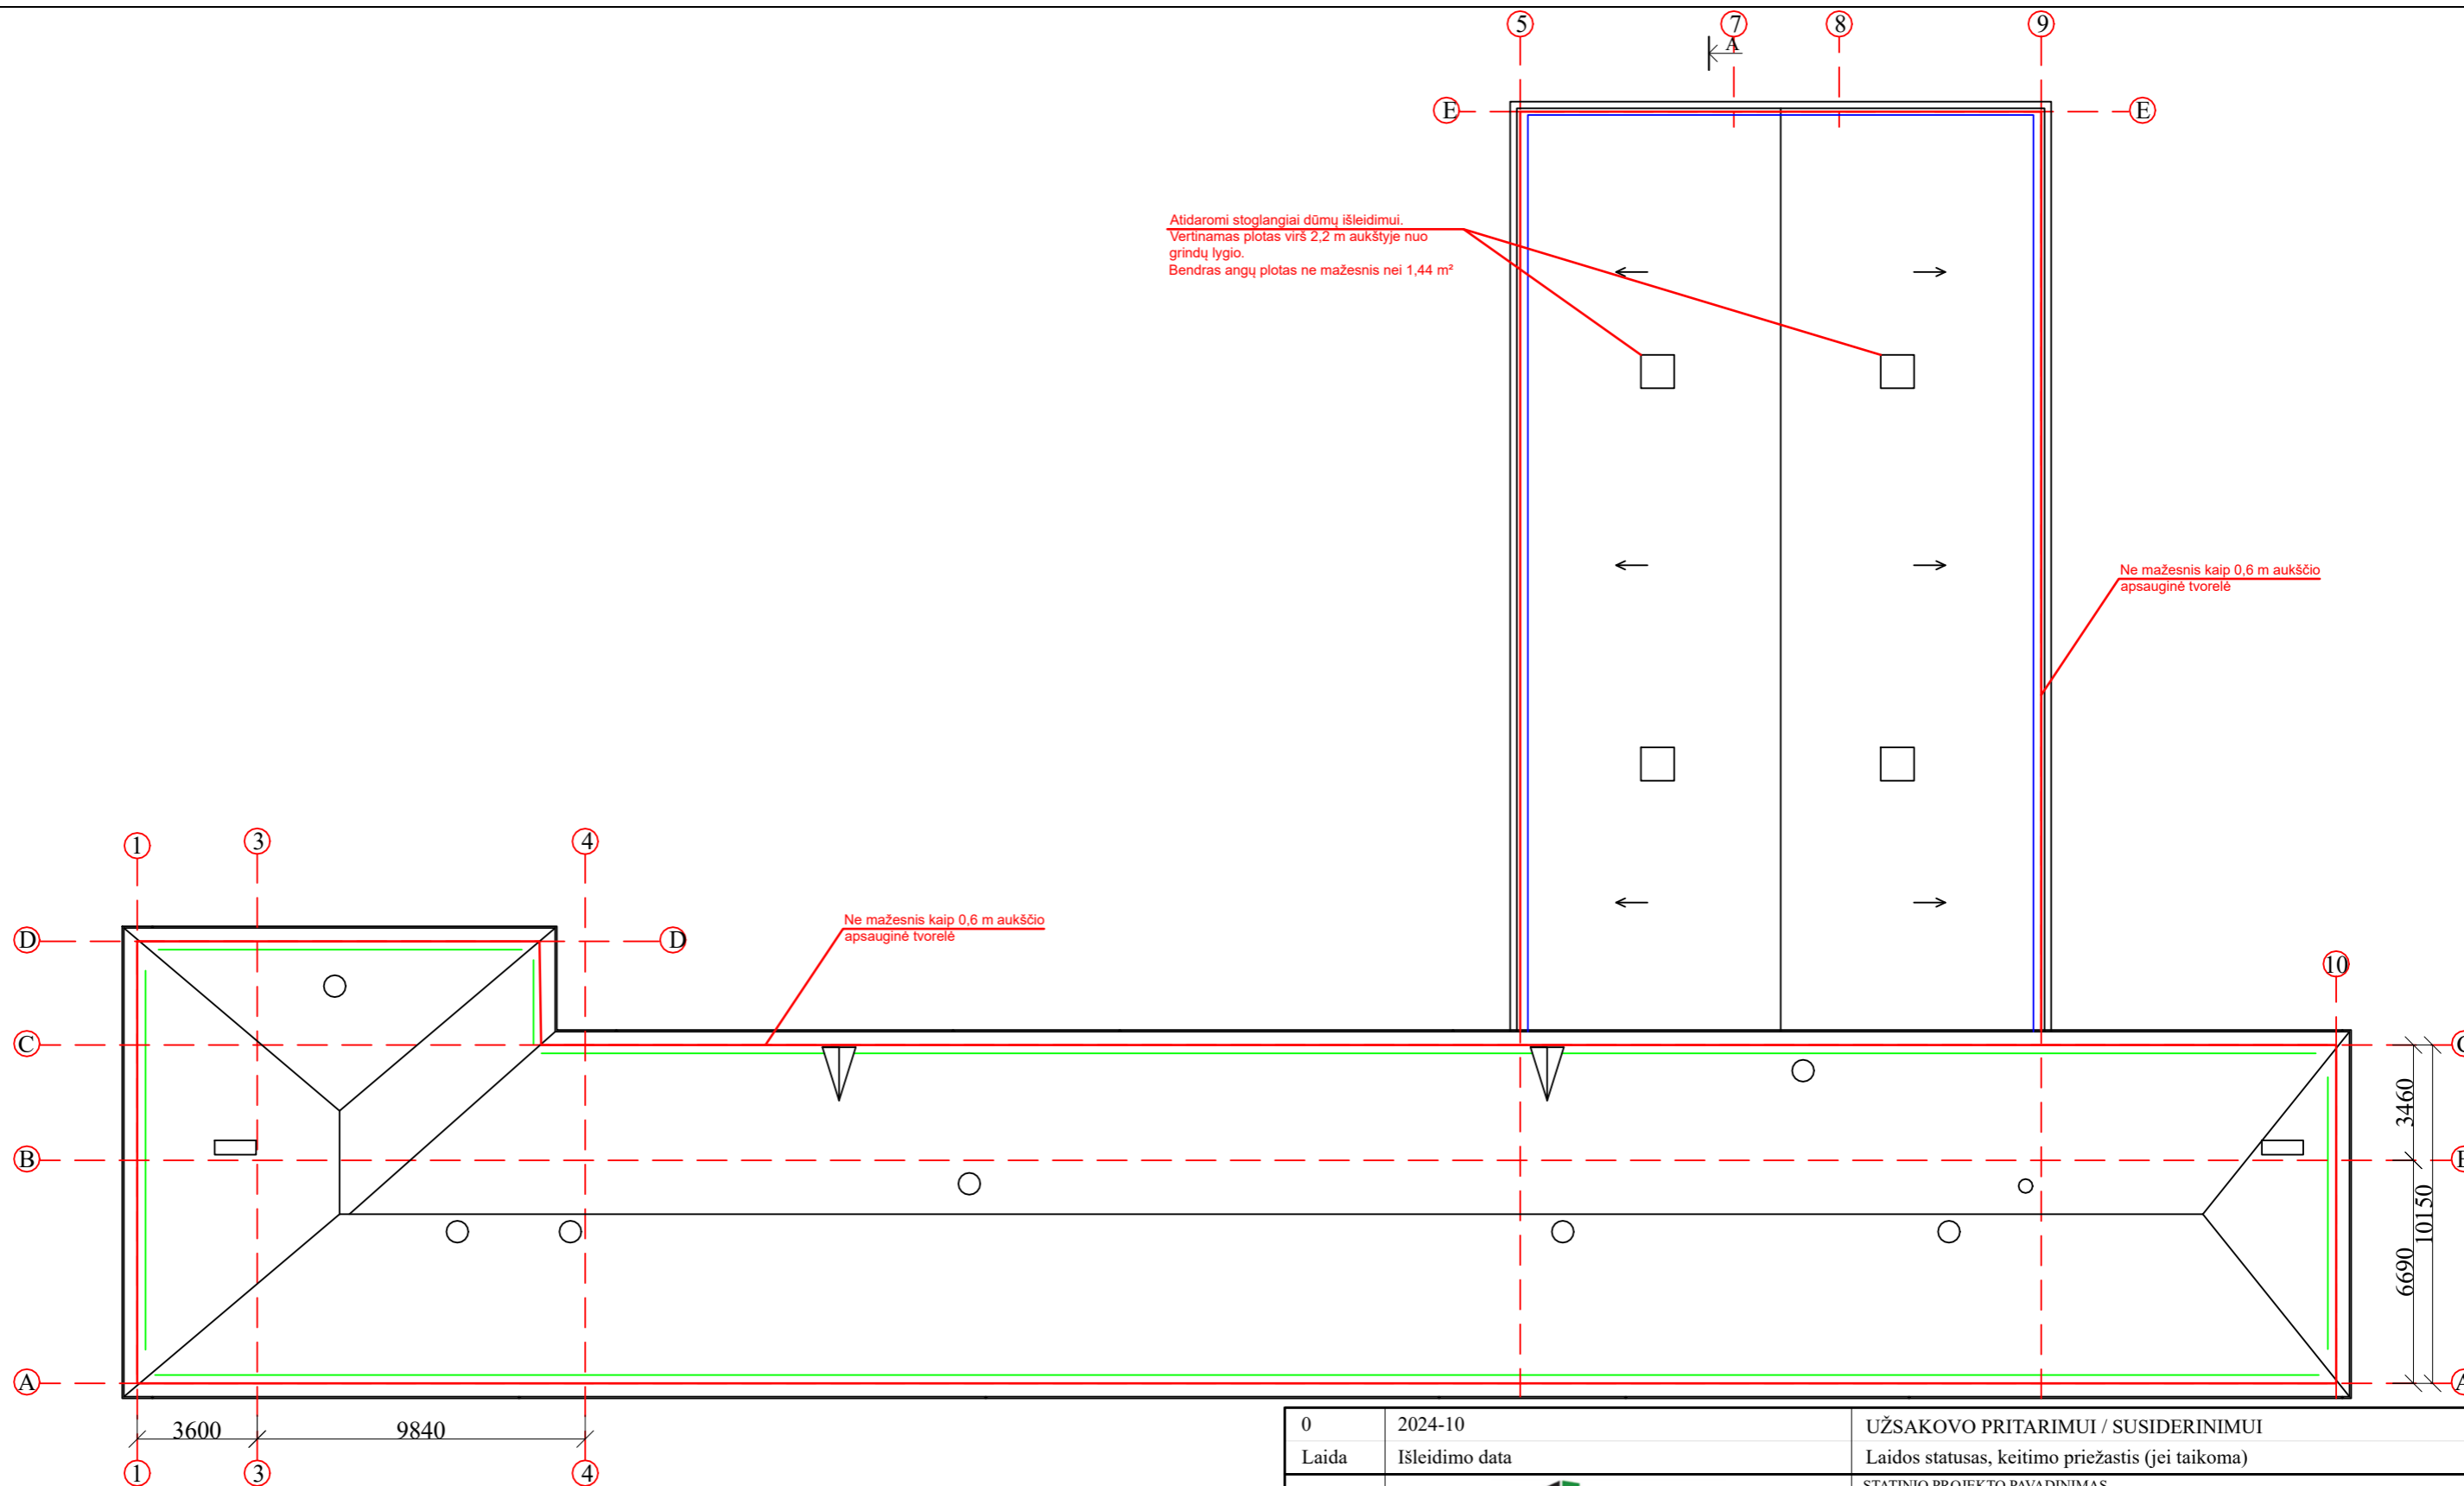 5
7
8
9
A
E
E
Atidaromi stoglangiai dūmų išleidimui.
Vertinamas plotas virš 2,2 m aukštyje nuo
grindų lygio.
Bendras angų plotas ne mažesnis nei 1,44 m²
Ne mažesnis kaip 0,6 m aukščio
apsauginė tvorelė
1
3
4
Ne mažesnis kaip 0,6 m aukščio
apsauginė tvorelė
D
D
10
C
3460
B
10150
6690
A
3600
9840
1
3
4
0 2024-10 UŽSAKOVO PRITARIMUI / SUSIDERINIMUI
Laida Išleidimo data Laidos statusas, keitimo priežastis (jei taikoma)
STATINIO PROJEKTO PAVADINIMAS